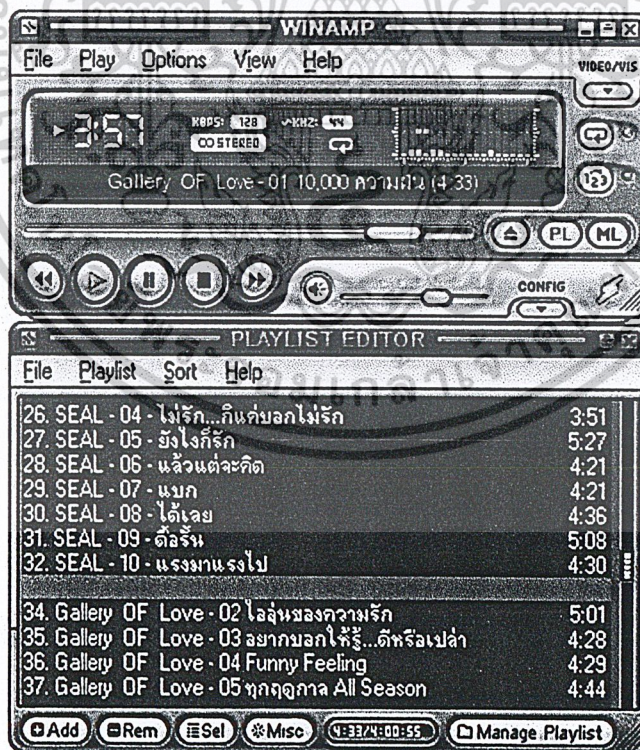 WINAMP
File Play Options View Help
VIDEO/VIS
3:57
KBPS: 128 KHZ: 44
STEREO
Gallery OF Love - 01 10,000 ความฝัน (4:33)
PL ML
CONFIG
PLAYLIST EDITOR
File Playlist Sort Help
26. SEAL - 04 - ไม่รัก...ก็แค่บอกไม่รัก 3:51
27. SEAL - 05 - ยังไงก็รัก 5:27
28. SEAL - 06 - แล้วแต่จะคิด 4:21
29. SEAL - 07 - แบก 4:21
30. SEAL - 08 - ได้เลย 4:36
31. SEAL - 09 - ดื้อรั้น 5:08
32. SEAL - 10 - แรงมาแรงไป 4:30
34. Gallery OF Love - 02 ไออุ่นของความรัก 5:01
35. Gallery OF Love - 03 อยากบอกให้รู้...ดีหรือเปล่า 4:28
36. Gallery OF Love - 04 Funny Feeling 4:29
37. Gallery OF Love - 05 ทุกฤดูกาล All Season 4:44
Add Rem Sel Misc 4:33/4:00:55 Manage Playlist